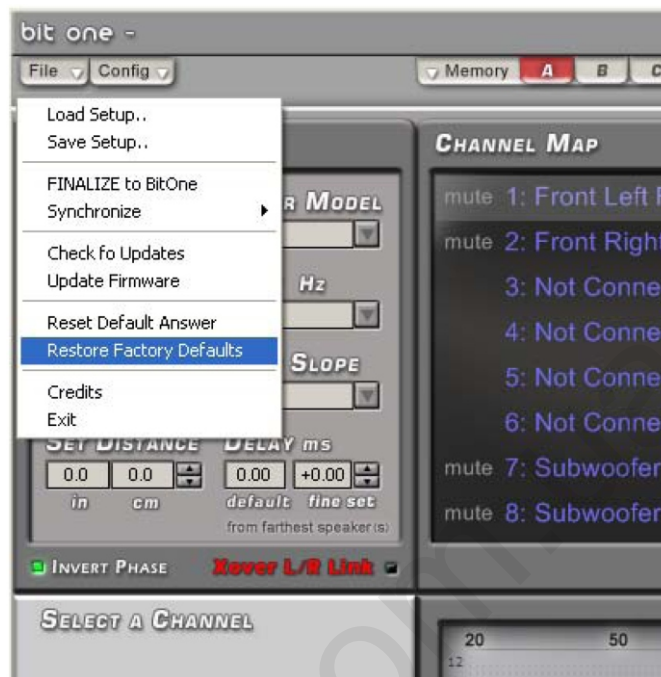 bit one -
File Config Memory A B C
Load Setup..
Save Setup..
FINALIZE to BitOne
Synchronize
Check fo Updates
Update Firmware
Reset Default Answer
Restore Factory Defaults
Credits
Exit
R MODEL
Hz
SLOPE
SET DISTANCE DELAY ms
0.0 0.0 0.00 +0.00
in cm default fine set
from farthest speaker(s)
INVERT PHASE Xover L/R Link
CHANNEL MAP
mute 1: Front Left
mute 2: Front Righ
3: Not Conne
4: Not Conne
5: Not Conne
6: Not Conne
mute 7: Subwoofer
mute 8: Subwoofer
SELECT A CHANNEL
20 50
12